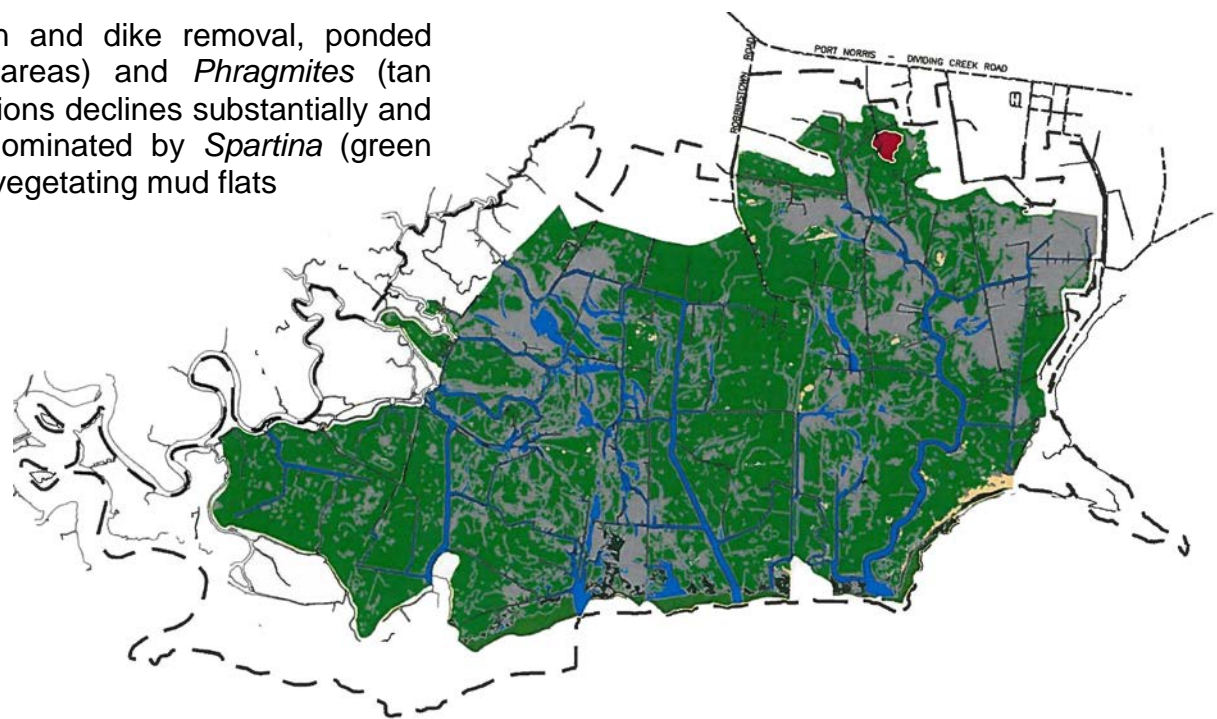 n and dike removal, ponded
areas) and Phragmites (tan
ions declines substantially and
ominated by Spartina (green
vegetating mud flats
PORT NORRIS - DIVIDING CREEK ROAD
ROBBINSTOWN ROAD